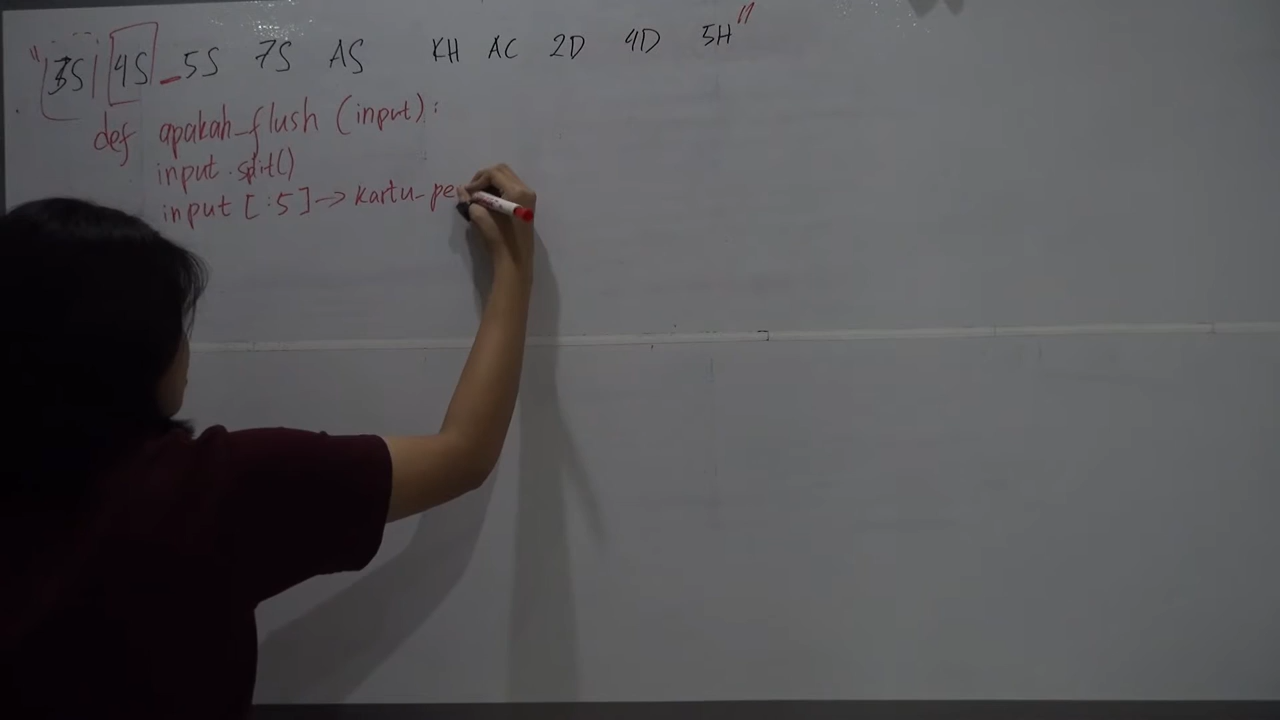 "3S 4S _ 5S 7S AS KH AC 2D 4D 5H"
def apakah_flush (input):
input.split()
input [:5] → kartu_pe